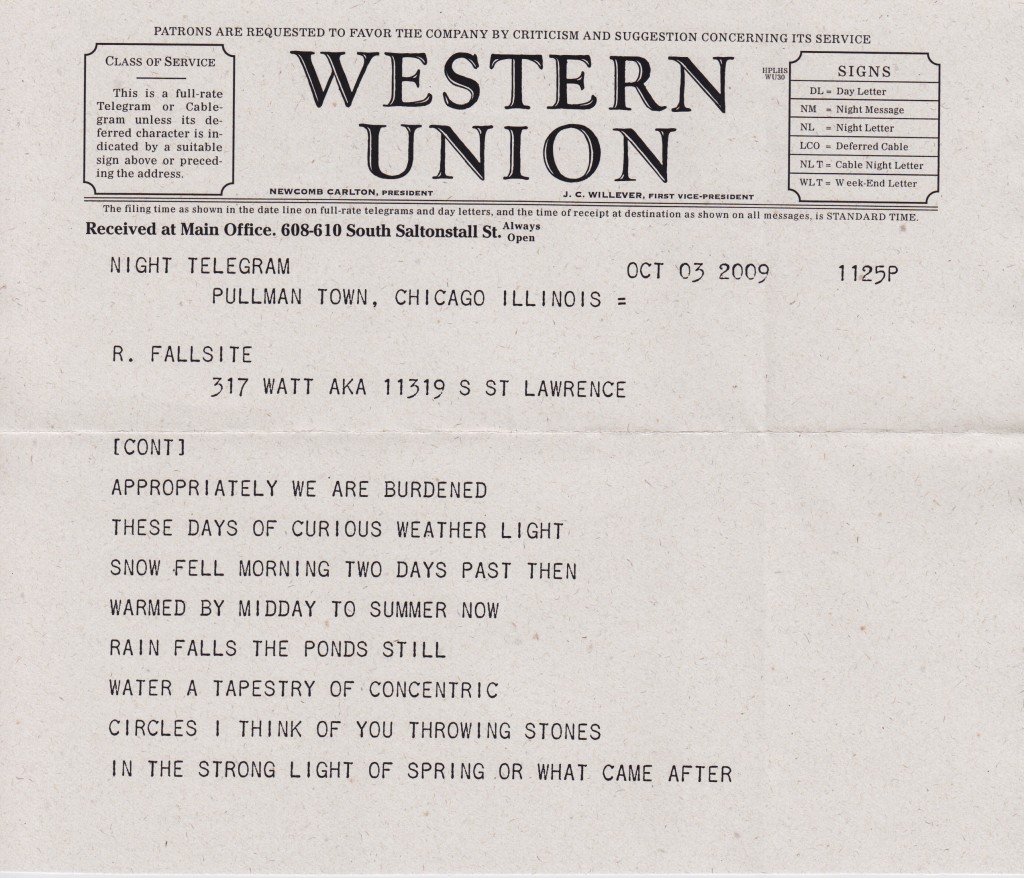 PATRONS ARE REQUESTED TO FAVOR THE COMPANY BY CRITICISM AND SUGGESTION CONCERNING ITS SERVICE
CLASS OF SERVICE
This is a full-rate
Telegram or Cable-
gram unless its de-
ferred character is in-
dicated by a suitable
sign above or preced-
ing the address.
WESTERN
UNION
NEWCOMB CARLTON, PRESIDENT
J. C. WILLEVER, FIRST VICE-PRESIDENT
HPLHS
WU30
SIGNS
DL = Day Letter
NM = Night Message
NL = Night Letter
LCO = Deferred Cable
NLT = Cable Night Letter
WLT = Week-End Letter
The filing time as shown in the date line on full-rate telegrams and day letters, and the time of receipt at destination as shown on all messages, is STANDARD TIME.
Received at Main Office. 608-610 South Saltonstall St. Always Open
NIGHT TELEGRAM OCT 03 2009 1125P
PULLMAN TOWN, CHICAGO ILLINOIS =
R. FALLSITE
317 WATT AKA 11319 S ST LAWRENCE
[CONT]
APPROPRIATELY WE ARE BURDENED
THESE DAYS OF CURIOUS WEATHER LIGHT
SNOW FELL MORNING TWO DAYS PAST THEN
WARMED BY MIDDAY TO SUMMER NOW
RAIN FALLS THE PONDS STILL
WATER A TAPESTRY OF CONCENTRIC
CIRCLES I THINK OF YOU THROWING STONES
IN THE STRONG LIGHT OF SPRING OR WHAT CAME AFTER